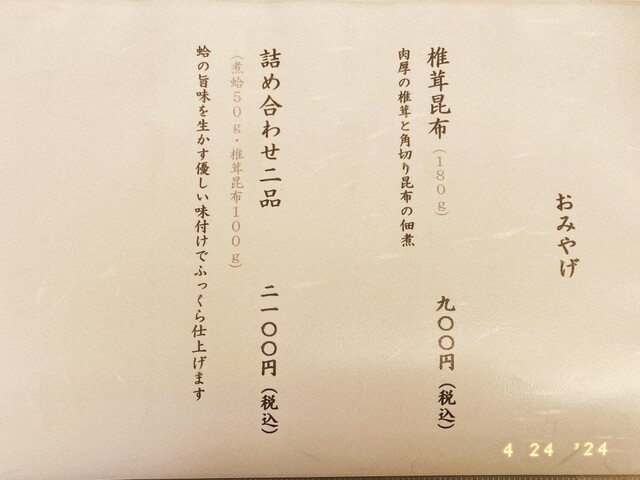 おみやげ
椎茸昆布（１８０ｇ） 九〇〇円（税込）
肉厚の椎茸と角切り昆布の佃煮
詰め合わせ二品 二一〇〇円（税込）
（煮蛤５０ｇ・椎茸昆布１００ｇ）
蛤の旨味を生かす優しい味付けでふっくら仕上げます
4 24 '24